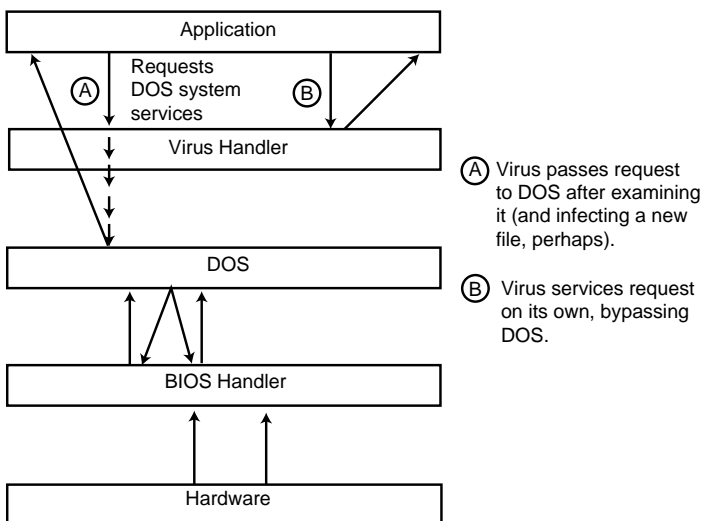 Application
A
Requests
DOS system
services
B
Virus Handler
A Virus passes request
to DOS after examining
it (and infecting a new
file, perhaps).
DOS
B Virus services request
on its own, bypassing
DOS.
BIOS Handler
Hardware